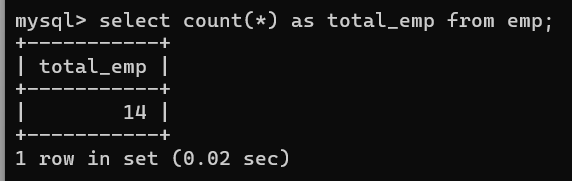 mysql> select count(*) as total_emp from emp;
+-----------+
| total_emp |
+-----------+
|        14 |
+-----------+
1 row in set (0.02 sec)